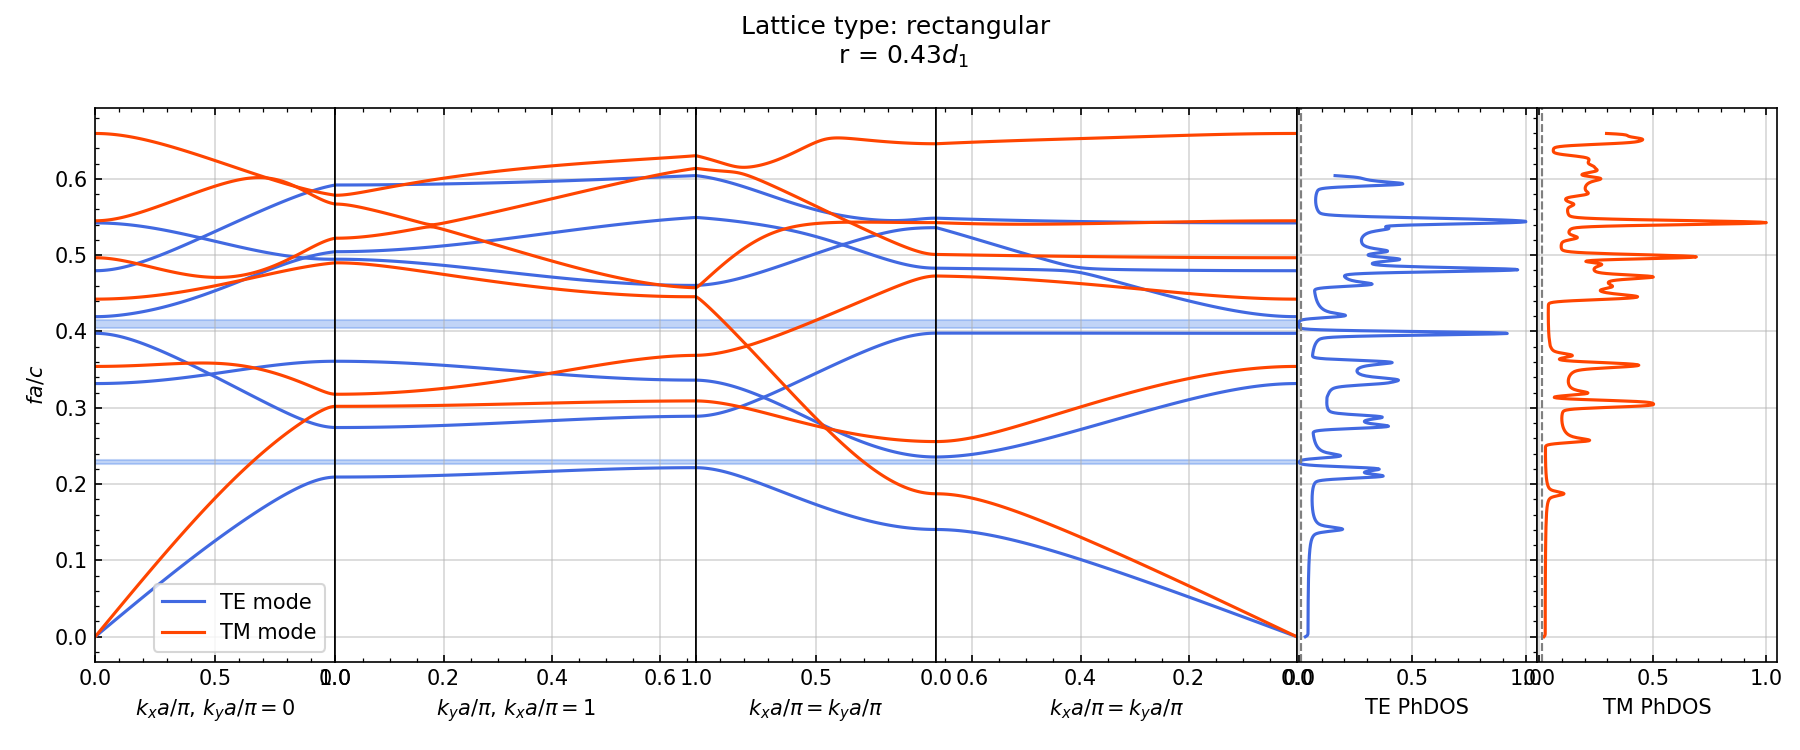 Lattice type: rectangular
r = 0.43d₁
fa/c
0.6
0.5
0.4
0.3
0.2
0.1
0.0
TE mode
TM mode
0.0 0.5 1.0
0.0 0.2 0.4 0.6
1.0 0.5 0.0
0.6 0.4 0.2 0.0
0.0 0.5 1.0
0.0 0.5 1.0
kₓa/π, kᵧa/π = 0
kᵧa/π, kₓa/π = 1
kₓa/π = kᵧa/π
kₓa/π = kᵧa/π
TE PhDOS
TM PhDOS